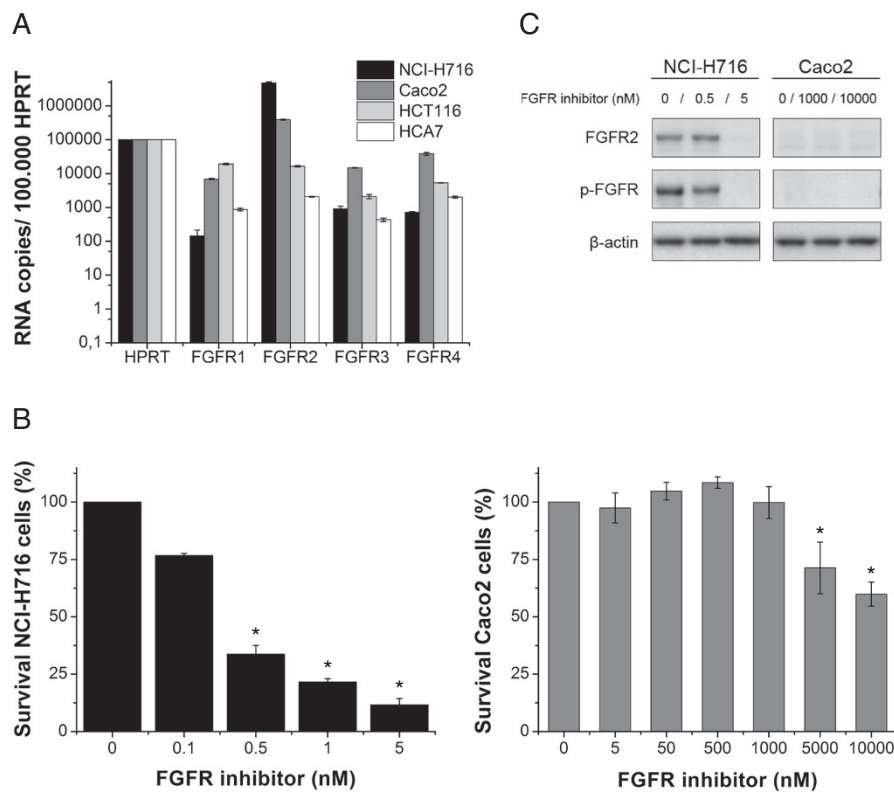 A
RNA copies/ 100.000 HPRT
1000000
100000
10000
1000
100
10
1
0,1
HPRT FGFR1 FGFR2 FGFR3 FGFR4
NCI-H716
Caco2
HCT116
HCA7
C
NCI-H716 Caco2
FGFR inhibitor (nM) 0 / 0.5 / 5 0 / 1000 / 10000
FGFR2
p-FGFR
β-actin
B
Survival NCI-H716 cells (%)
100
75
50
25
0
* * *
0 0.1 0.5 1 5
FGFR inhibitor (nM)
Survival Caco2 cells (%)
100
75
50
25
0
* *
0 5 50 500 1000 5000 10000
FGFR inhibitor (nM)